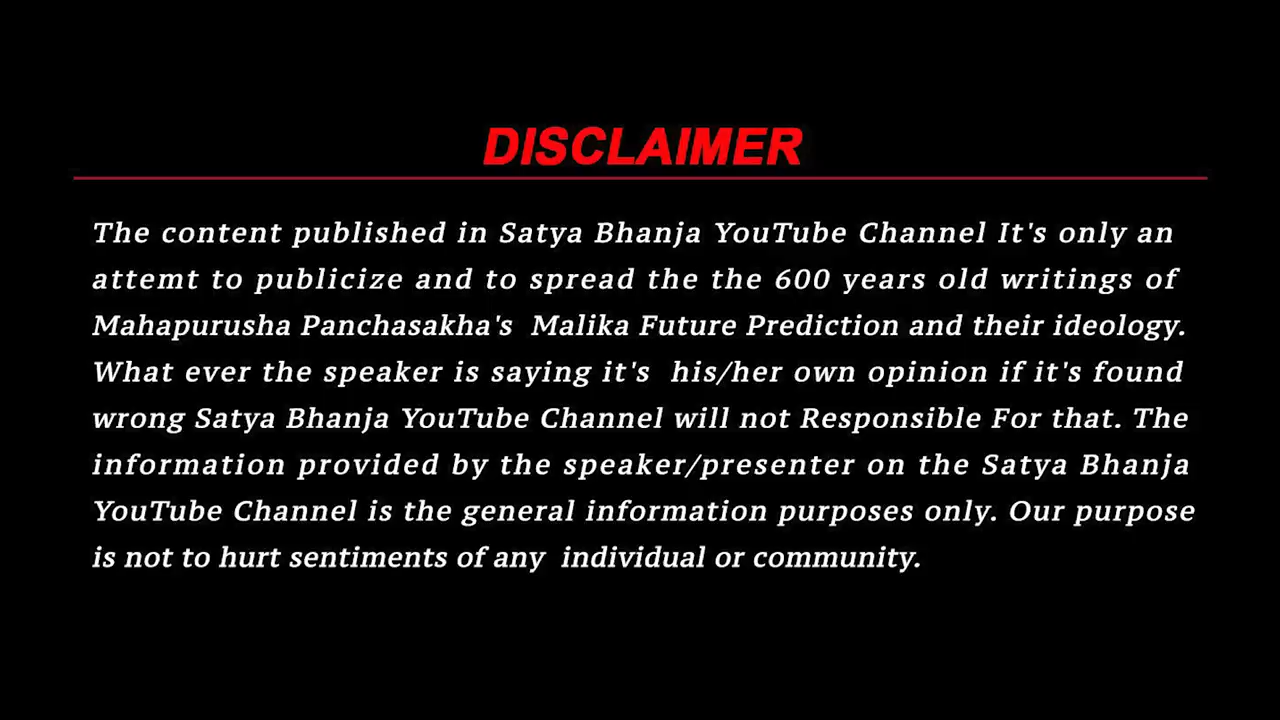 DISCLAIMER
The content published in Satya Bhanja YouTube Channel It's only an
attemt to publicize and to spread the the 600 years old writings of
Mahapurusha Panchasakha's Malika Future Prediction and their ideology.
What ever the speaker is saying it's his/her own opinion if it's found
wrong Satya Bhanja YouTube Channel will not Responsible For that. The
information provided by the speaker/presenter on the Satya Bhanja
YouTube Channel is the general information purposes only. Our purpose
is not to hurt sentiments of any individual or community.